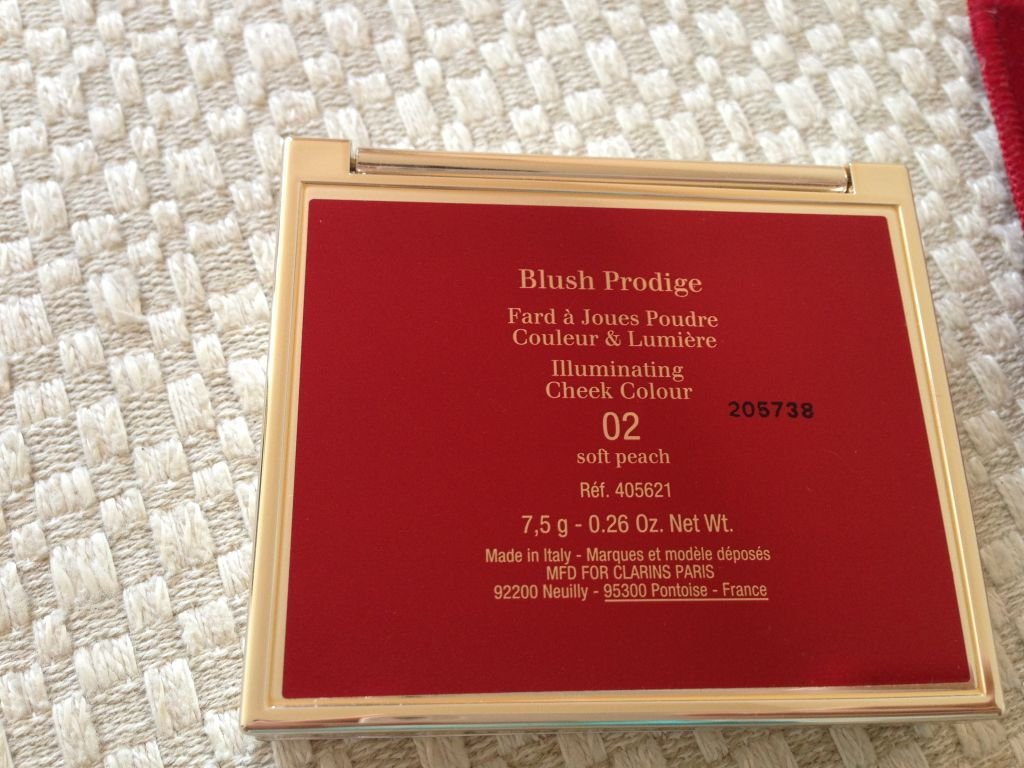 Blush Prodige
Fard à Joues Poudre
Couleur & Lumière
Illuminating
Cheek Colour
205738
02
soft peach
Réf. 405621
7,5 g - 0.26 Oz. Net Wt.
Made in Italy - Marques et modèle déposés
MFD FOR CLARINS PARIS
92200 Neuilly - 95300 Pontoise - France